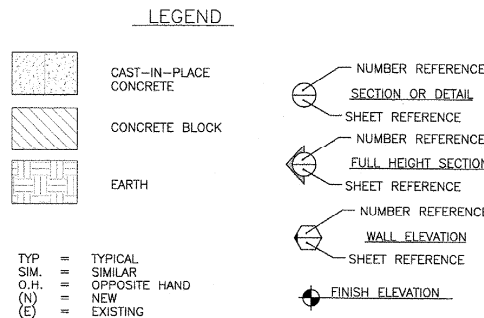 LEGEND
CAST-IN-PLACE
CONCRETE
CONCRETE BLOCK
EARTH
TYP = TYPICAL
SIM. = SIMILAR
O.H. = OPPOSITE HAND
(N) = NEW
(E) = EXISTING
NUMBER REFERENCE
SECTION OR DETAIL
SHEET REFERENCE
NUMBER REFERENCE
FULL HEIGHT SECTION
SHEET REFERENCE
NUMBER REFERENCE
WALL ELEVATION
SHEET REFERENCE
FINISH ELEVATION